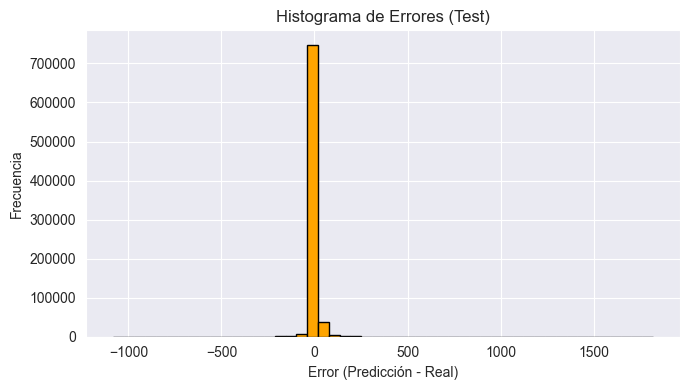 Histograma de Errores (Test)
700000
600000
500000
400000
300000
200000
100000
0
Frecuencia
−1000 −500 0 500 1000 1500
Error (Predicción - Real)